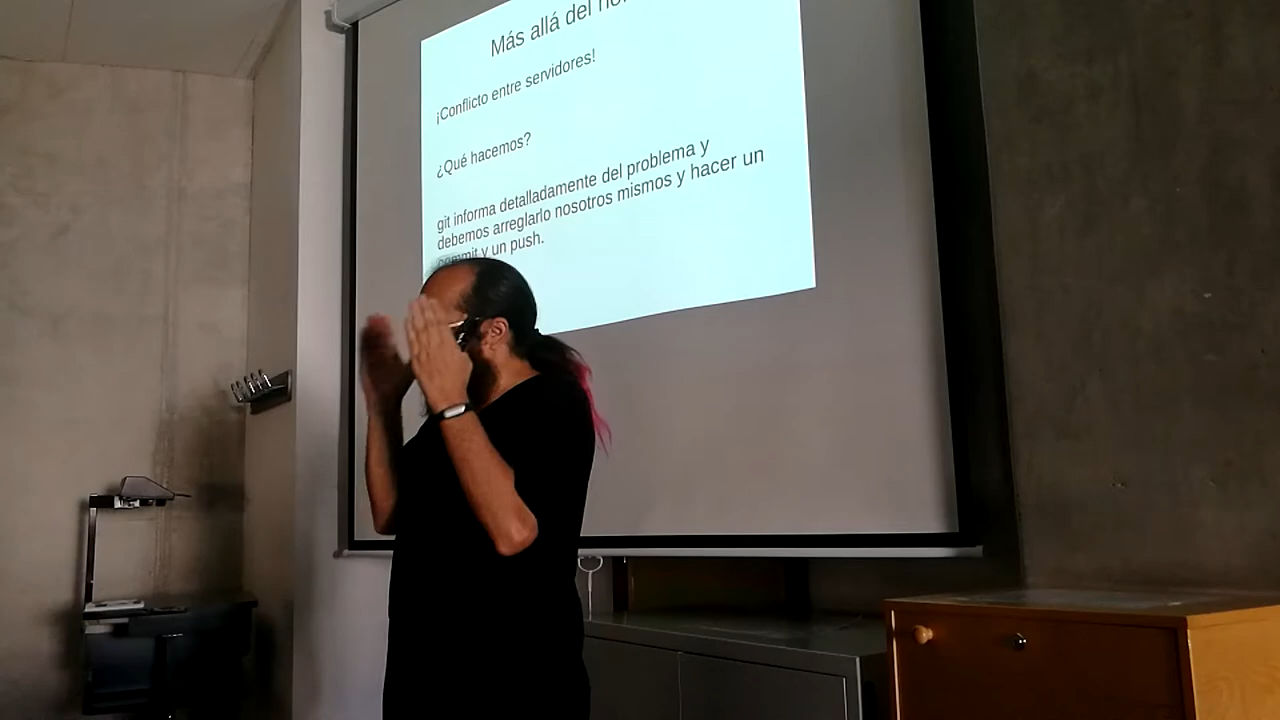 Más allá del
¡Conflicto entre servidores!
¿Qué hacemos?
git informa detalladamente del problema y
debemos arreglarlo nosotros mismos y hacer un
commit y un push.